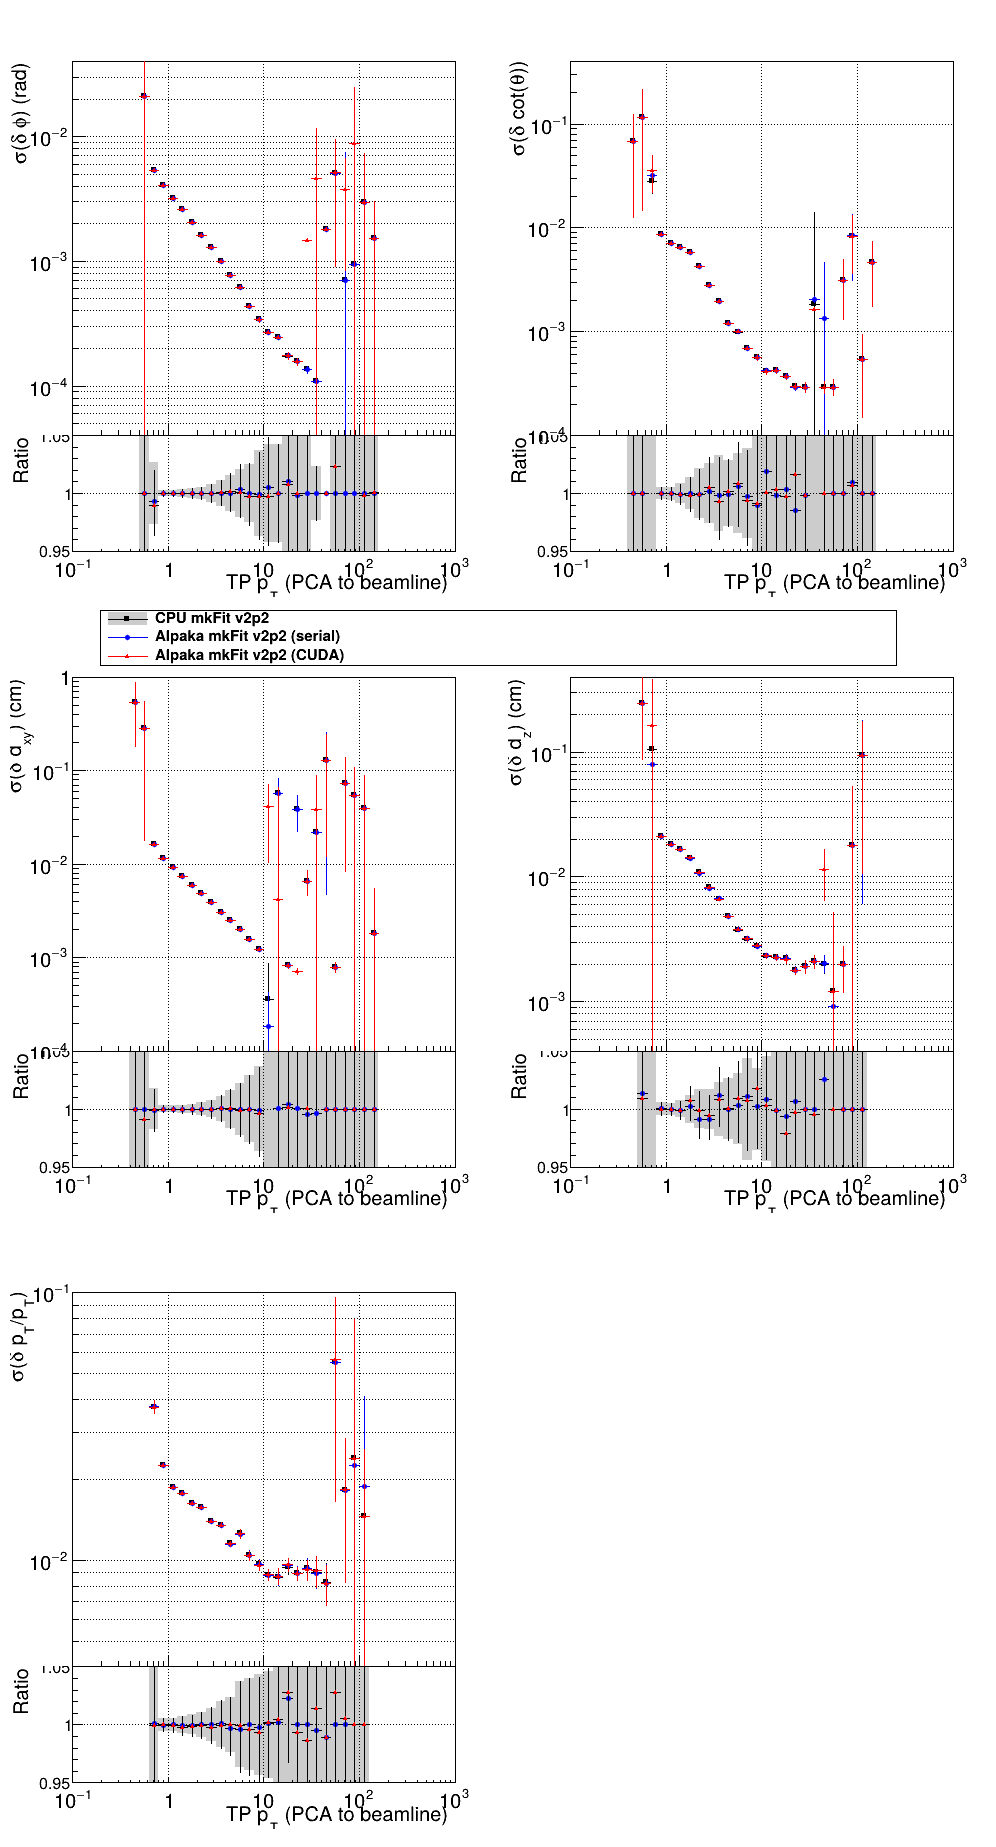 σ(δ φ) (rad)
10⁻²
10⁻³
10⁻⁴
Ratio
1.05
1
0.95
10⁻¹ 1 10 10² 10³
TP p_T (PCA to beamline)
σ(δ cot(θ))
10⁻¹
10⁻²
10⁻³
10⁻⁴
Ratio
1.05
1
0.95
10⁻¹ 1 10 10² 10³
TP p_T (PCA to beamline)
CPU mkFit v2p2
Alpaka mkFit v2p2 (serial)
Alpaka mkFit v2p2 (CUDA)
σ(δ d_xy) (cm)
1
10⁻¹
10⁻²
10⁻³
10⁻⁴
Ratio
1.05
1
0.95
10⁻¹ 1 10 10² 10³
TP p_T (PCA to beamline)
σ(δ d_z) (cm)
10⁻¹
10⁻²
10⁻³
Ratio
1.05
1
0.95
10⁻¹ 1 10 10² 10³
TP p_T (PCA to beamline)
σ(δ p_T/p_T)
10⁻¹
10⁻²
Ratio
1.05
1
0.95
10⁻¹ 1 10 10² 10³
TP p_T (PCA to beamline)